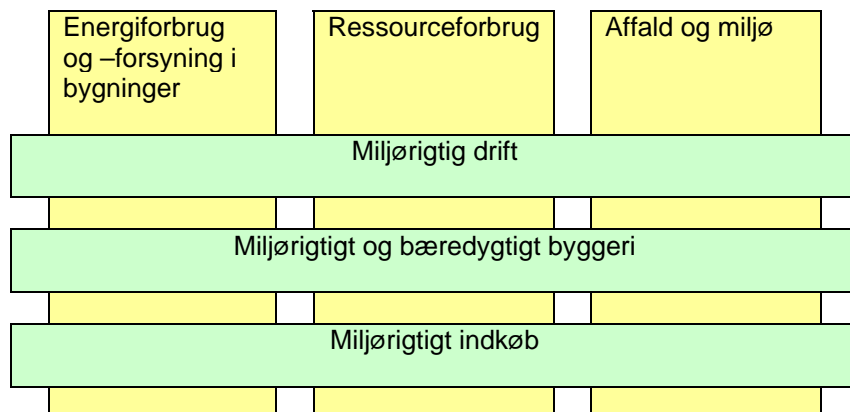 Energiforbrug
og –forsyning i
bygninger
Ressourceforbrug
Affald og miljø
Miljørigtig drift
Miljørigtigt og bæredygtigt byggeri
Miljørigtigt indkøb